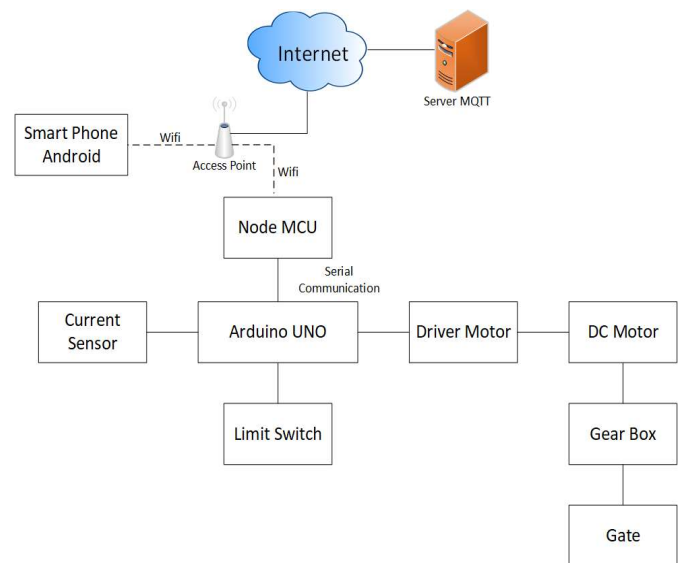 Internet
Server MQTT
Smart Phone
Android
Wifi
Access Point
Wifi
Node MCU
Serial
Communication
Current
Sensor
Arduino UNO
Driver Motor
DC Motor
Limit Switch
Gear Box
Gate